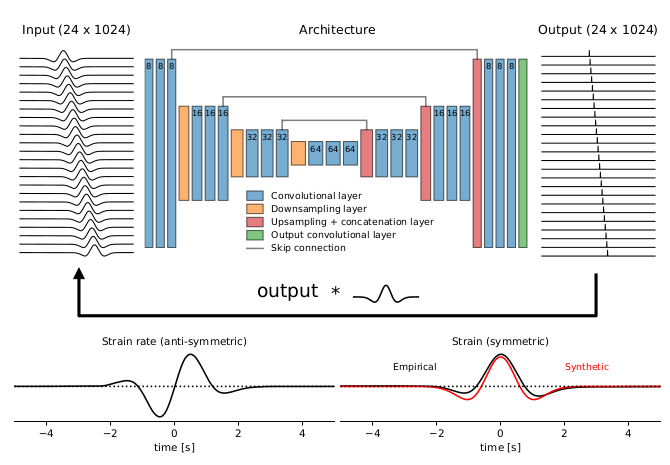 Input (24 x 1024)
Architecture
Output (24 x 1024)
8 8 8
8 8 8
16 16 16
16 16 16
32 32 32
32 32 32
64 64 64
Convolutional layer
Downsampling layer
Upsampling + concatenation layer
Output convolutional layer
Skip connection
output *
Strain rate (anti-symmetric)
Strain (symmetric)
Empirical
Synthetic
−4 −2 0 2 4
−4 −2 0 2 4
time [s]
time [s]